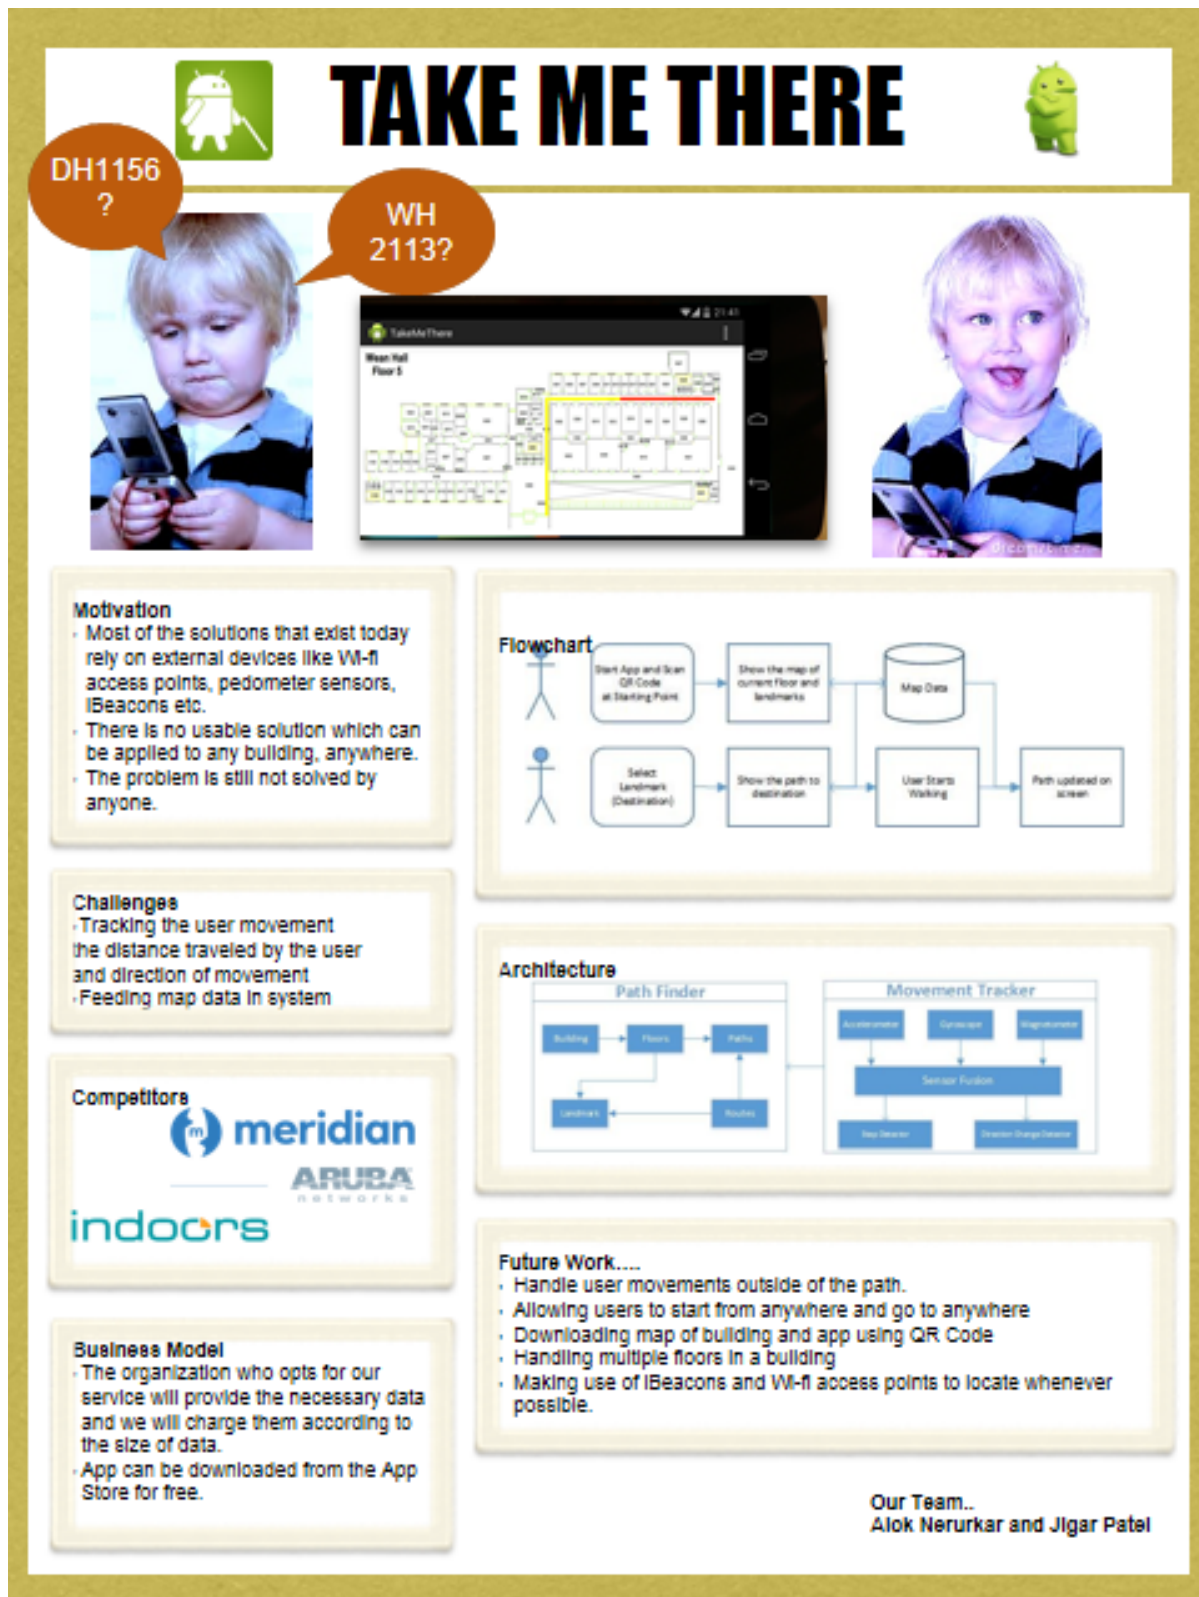 TAKE ME THERE
DH1156
?
WH
2113?
21:41
TakeMeThere
Wean Hall
Floor 5
dreamstime
Motivation
Most of the solutions that exist today
rely on external devices like Wi-fi
access points, pedometer sensors,
iBeacons etc.
There is no usable solution which can
be applied to any building, anywhere.
The problem is still not solved by
anyone.
Flowchart
Start App and Scan
QR Code
at Starting Point
Show the map of
current floor and
landmarks
Map Data
Select
Landmark
(Destination)
Show the path to
destination
User Starts
Walking
Path updated on
screen
Challenges
Tracking the user movement
the distance traveled by the user
and direction of movement
Feeding map data in system
Architecture
Path Finder
Building
Floors
Paths
Landmark
Routes
Movement Tracker
Accelerometer
Gyroscope
Magnetometer
Sensor Fusion
Step Detector
Direction Change Detector
Competitors
m
meridian
ARUBA
networks
indoors
Future Work....
Handle user movements outside of the path.
Allowing users to start from anywhere and go to anywhere
Downloading map of building and app using QR Code
Handling multiple floors in a building
Making use of iBeacons and Wi-fi access points to locate whenever
possible.
Business Model
The organization who opts for our
service will provide the necessary data
and we will charge them according to
the size of data.
App can be downloaded from the App
Store for free.
Our Team..
Alok Nerurkar and Jigar Patel